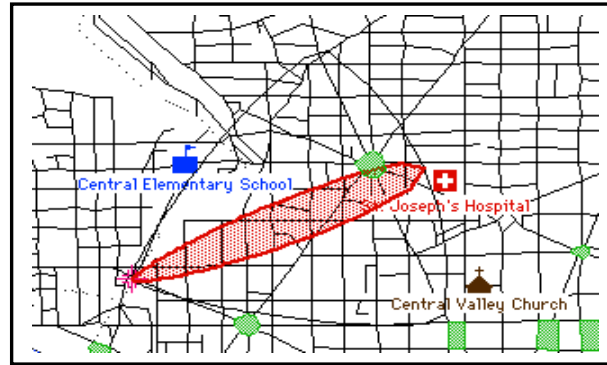 Central Elementary School
St. Joseph's Hospital
Central Valley Church